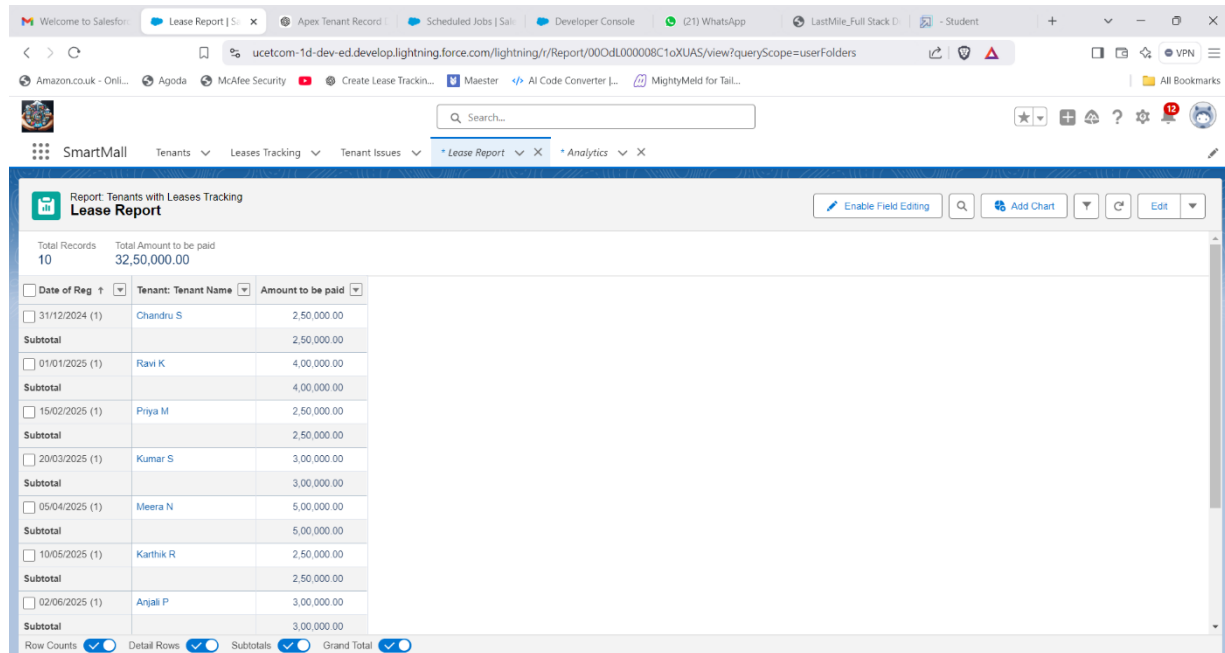 Welcome to Salesforc
Lease Report | Sa
Apex Tenant Record
Scheduled Jobs | Sale
Developer Console
(21) WhatsApp
LastMile_Full Stack D
- Student
ucetcom-1d-dev-ed.develop.lightning.force.com/lightning/r/Report/00OdL000008C1oXUAS/view?queryScope=userFolders
VPN
Amazon.co.uk - Onli...
Agoda
McAfee Security
Create Lease Trackin...
Maester
AI Code Converter |...
MightyMeld for Tail...
All Bookmarks
Search...
12
SmartMall
Tenants
Leases Tracking
Tenant Issues
* Lease Report
* Analytics
Report: Tenants with Leases Tracking
Lease Report
Enable Field Editing
Add Chart
Edit
Total Records Total Amount to be paid
10 32,50,000.00
Date of Reg ↑ Tenant: Tenant Name Amount to be paid
31/12/2024 (1) Chandru S 2,50,000.00
Subtotal 2,50,000.00
01/01/2025 (1) Ravi K 4,00,000.00
Subtotal 4,00,000.00
15/02/2025 (1) Priya M 2,50,000.00
Subtotal 2,50,000.00
20/03/2025 (1) Kumar S 3,00,000.00
Subtotal 3,00,000.00
05/04/2025 (1) Meera N 5,00,000.00
Subtotal 5,00,000.00
10/05/2025 (1) Karthik R 2,50,000.00
Subtotal 2,50,000.00
02/06/2025 (1) Anjali P 3,00,000.00
Subtotal 3,00,000.00
Row Counts Detail Rows Subtotals Grand Total